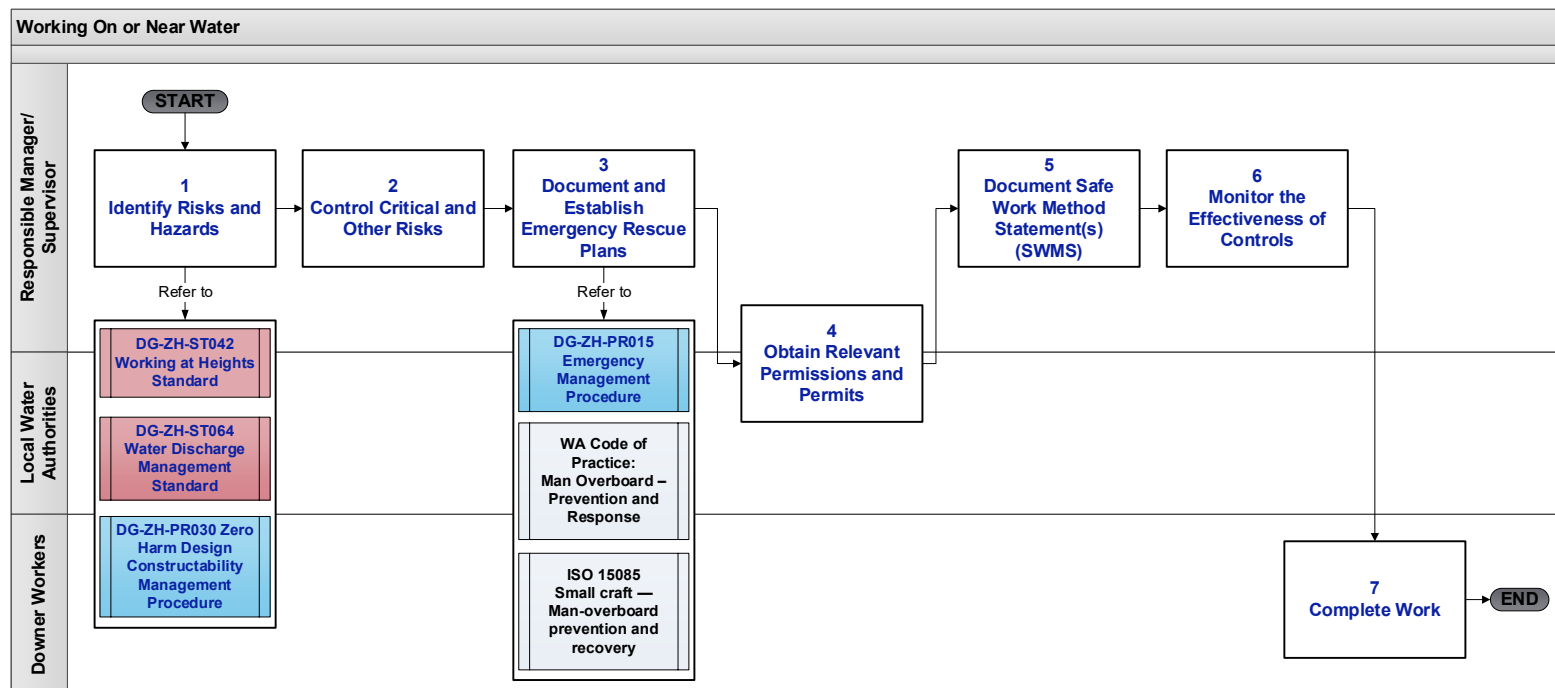 Working On or Near Water
Responsible Manager/
Supervisor
START
1
Identify Risks and
Hazards
2
Control Critical and
Other Risks
3
Document and
Establish
Emergency Rescue
Plans
5
Document Safe
Work Method
Statement(s)
(SWMS)
6
Monitor the
Effectiveness of
Controls
Refer to
Refer to
4
Obtain Relevant
Permissions and
Permits
Local Water
Authorities
DG-ZH-ST042
Working at Heights
Standard
DG-ZH-ST064
Water Discharge
Management
Standard
DG-ZH-PR030 Zero
Harm Design
Constructability
Management
Procedure
DG-ZH-PR015
Emergency
Management
Procedure
WA Code of
Practice:
Man Overboard –
Prevention and
Response
ISO 15085
Small craft —
Man-overboard
prevention and
recovery
Downer Workers
7
Complete Work
END